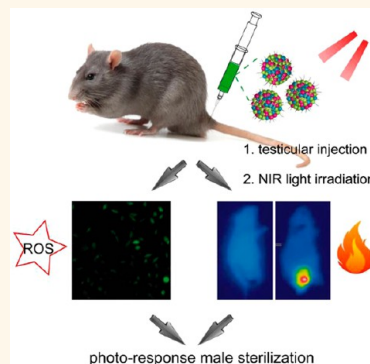 1. testicular injection
2. NIR light irradiation
ROS
photo-response male sterilization